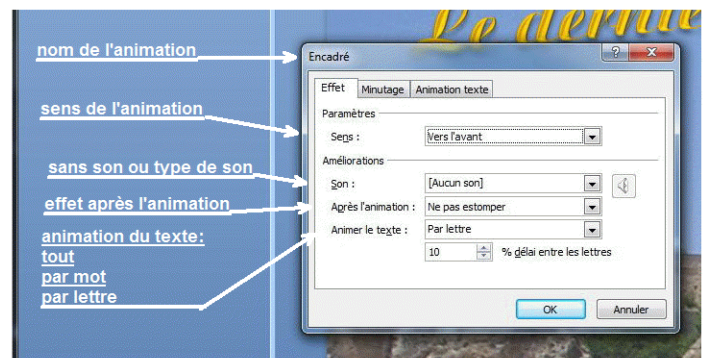 Le dernie
nom de l'animation
sens de l'animation
sans son ou type de son
effet après l'animation
animation du texte:
tout
par mot
par lettre
Encadré
Effet Minutage Animation texte
Paramètres
Sens : Vers l'avant
Améliorations
Son : [Aucun son]
Après l'animation : Ne pas estomper
Animer le texte : Par lettre
10 % délai entre les lettres
OK Annuler